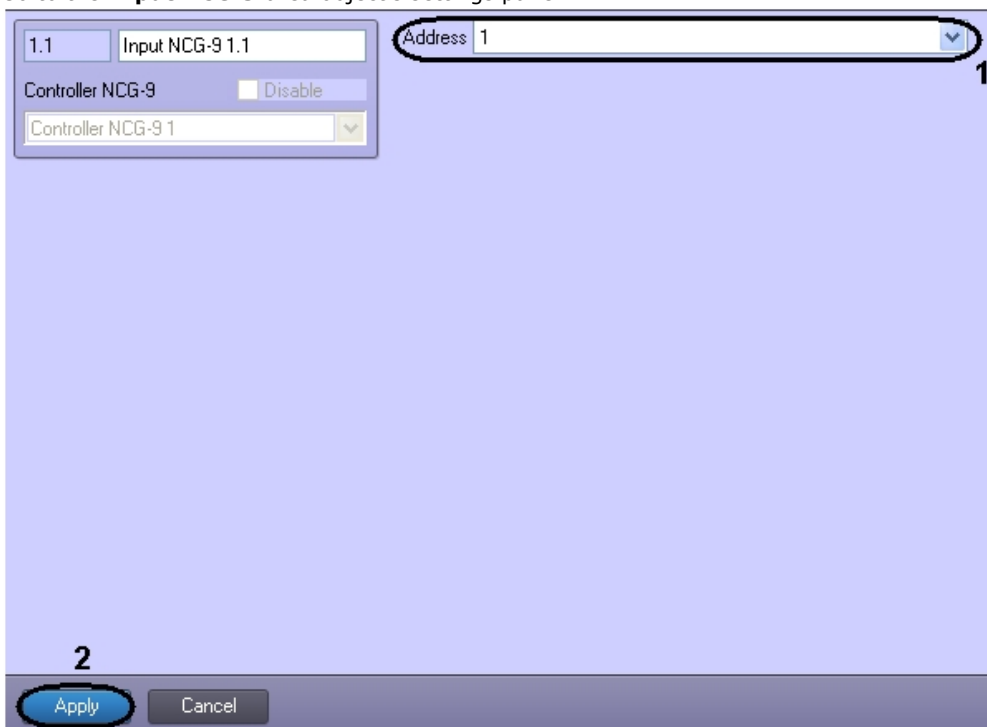 1.1 Input NCG-9 1.1
Address 1
1
Controller NCG-9 Disable
Controller NCG-9 1
2
Apply Cancel